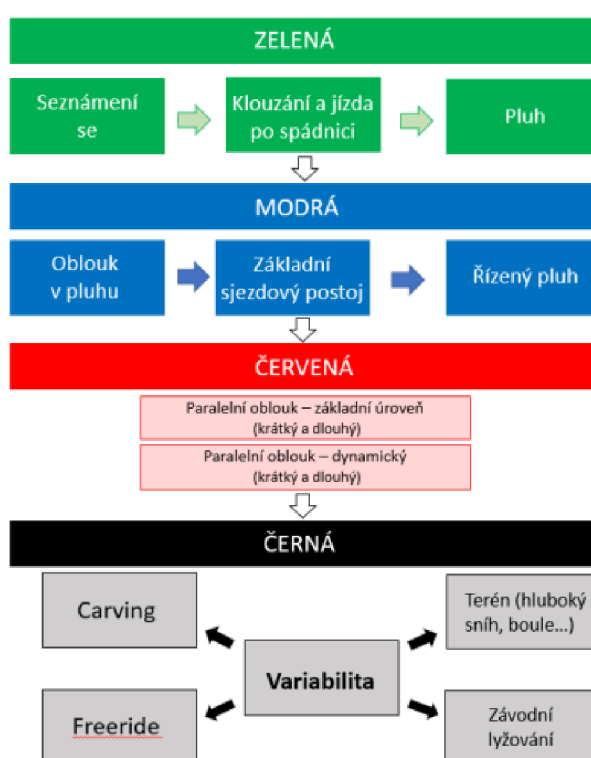 ZELENÁ
Seznámení
se
Klouzání a jízda
po spádnici
Pluh
MODRÁ
Oblouk
v pluhu
Základní
sjezdový postoj
Řízený pluh
ČERVENÁ
Paralelní oblouk – základní úroveň
(krátký a dlouhý)
Paralelní oblouk – dynamický
(krátký a dlouhý)
ČERNÁ
Carving
Terén (hluboký
sníh, boule...)
Variabilita
Freeride
Závodní
lyžování